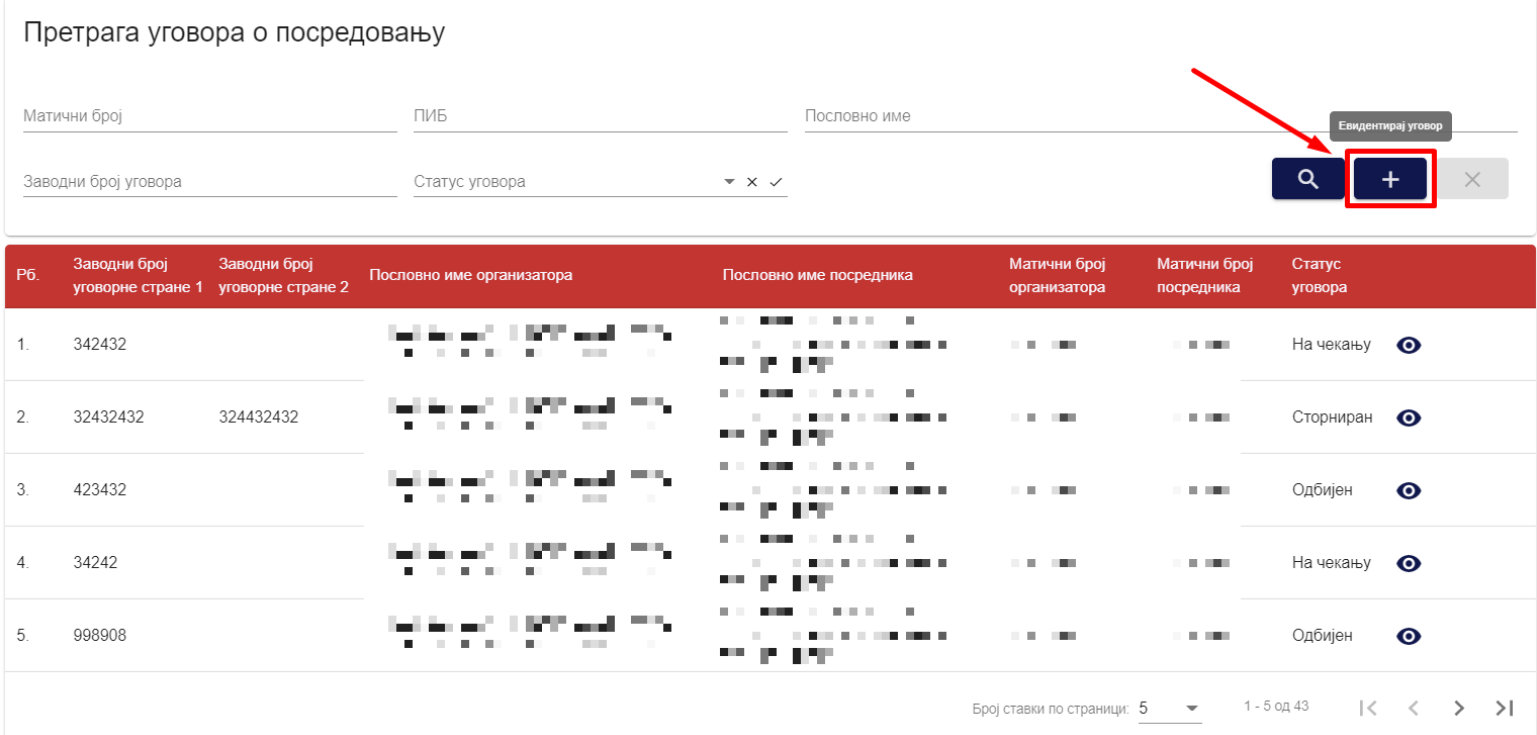 Претрага уговора о посредовању
Матични број ПИБ Пословно име
Евидентирај уговор
Заводни број уговора Статус уговора
Рб. Заводни број уговорне стране 1 Заводни број уговорне стране 2 Пословно име организатора Пословно име посредника Матични број организатора Матични број посредника Статус уговора
1. 342432 На чекању
2. 32432432 324432432 Сторниран
3. 423432 Одбијен
4. 34242 На чекању
5. 998908 Одбијен
Број ставки по страници: 5 1 - 5 од 43